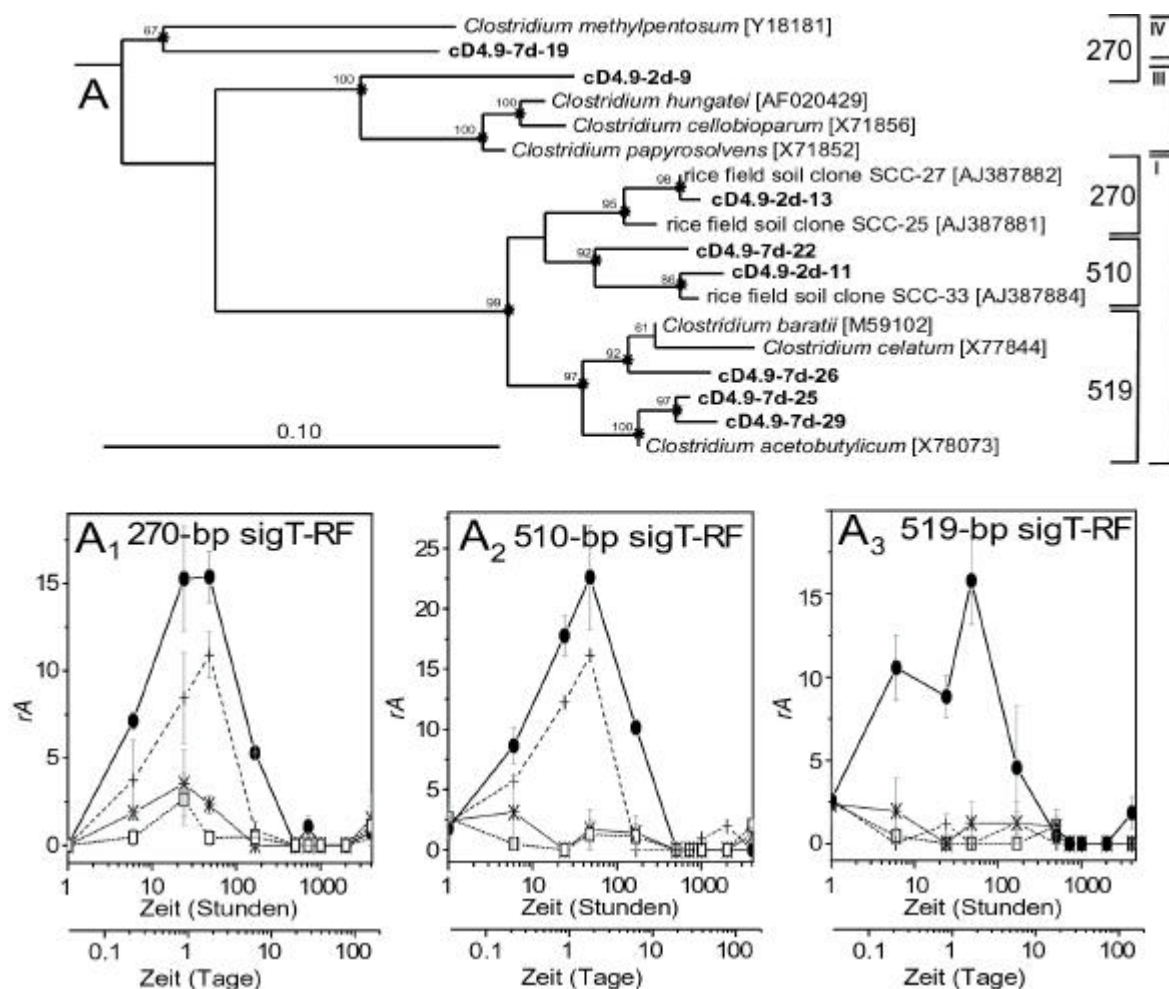 Clostridium methylpentosum [Y18181]
67
cD4.9-7d-19
270
IV
A
cD4.9-2d-9
III
100
Clostridium hungatei [AF020429]
100
Clostridium cellobioparum [X71856]
100
Clostridium papyrosolvens [X71852]
I
rice field soil clone SCC-27 [AJ387882]
98
cD4.9-2d-13
270
95
rice field soil clone SCC-25 [AJ387881]
cD4.9-7d-22
92
cD4.9-2d-11
510
86
rice field soil clone SCC-33 [AJ387884]
99
Clostridium baratii [M59102]
61
Clostridium celatum [X77844]
92
cD4.9-7d-26
97
cD4.9-7d-25
519
97
cD4.9-7d-29
100
Clostridium acetobutylicum [X78073]
0.10
A1 270-bp sigT-RF
15
10
5
0
rA
1 10 100 1000
Zeit (Stunden)
0.1 1 10 100
Zeit (Tage)
A2 510-bp sigT-RF
25
20
15
10
5
0
rA
1 10 100 1000
Zeit (Stunden)
0.1 1 10 100
Zeit (Tage)
A3 519-bp sigT-RF
15
10
5
0
rA
1 10 100 1000
Zeit (Stunden)
0.1 1 10 100
Zeit (Tage)